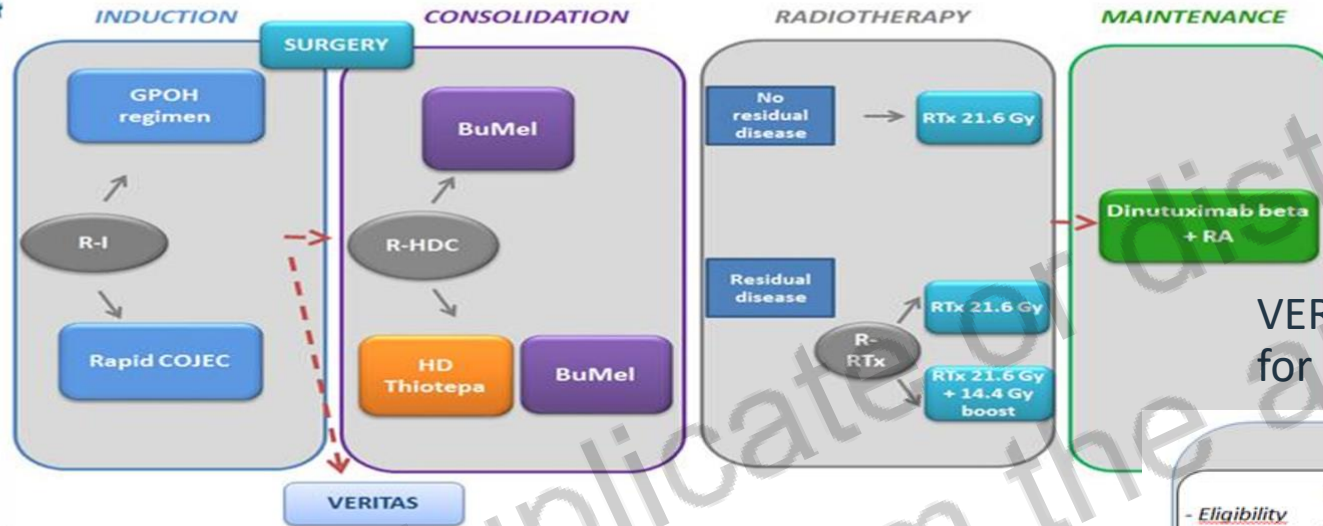 INDUCTION
CONSOLIDATION
RADIOTHERAPY
MAINTENANCE
SURGERY
GPOH
regimen
R-I
Rapid COJEC
BuMel
R-HDC
HD
Thiotepa
BuMel
VERITAS
No
residual
disease
RTx 21.6 Gy
Residual
disease
R-
RTx
RTx 21.6 Gy
RTx 21.6 Gy
+ 14.4 Gy
boost
Dinutuximab beta
+ RA
VER
for
- Eligibility